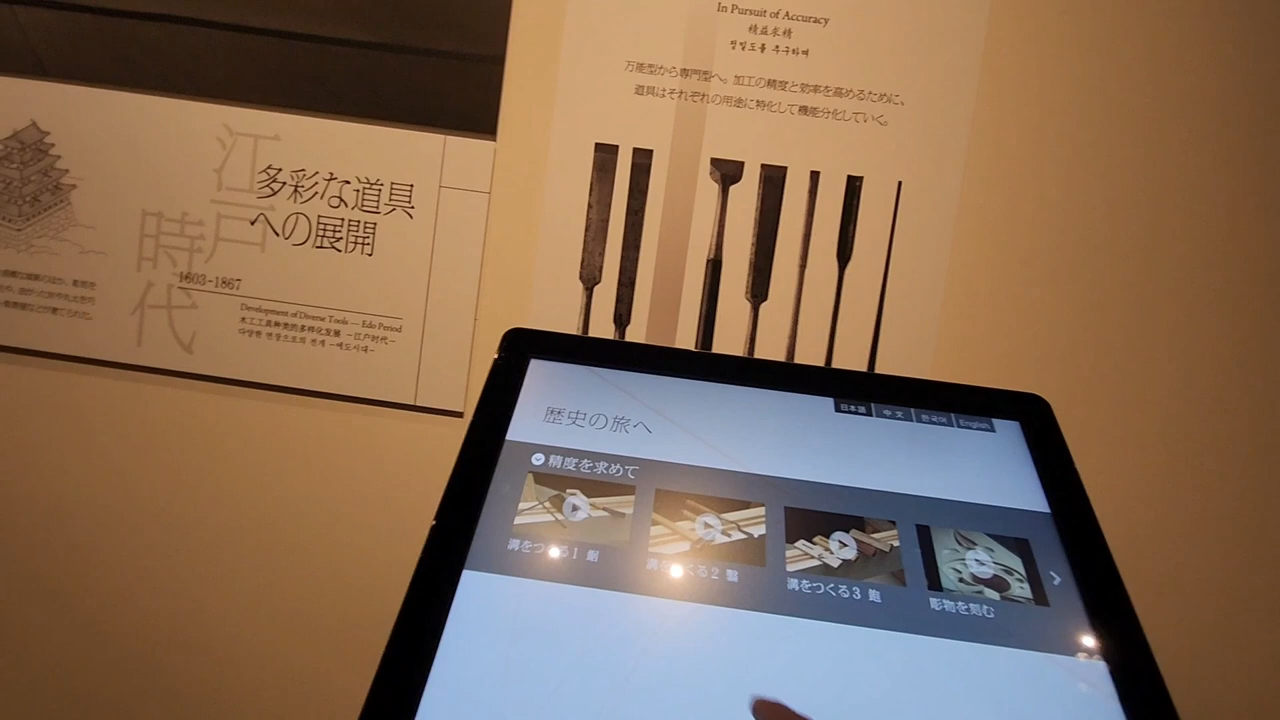 In Pursuit of Accuracy
精益求精
정밀도를 추구하며
万能型から専門型へ。加工の精度と効率を高めるために、
道具はそれぞれの用途に特化して機能分化していく。
江戸時代
多彩な道具
への展開
1603-1867
Development of Diverse Tools — Edo Period
木工工具种类的多样化发展 −江户时代−
다양한 연장으로의 전개 −에도시대−
日本語
中文
한국어
English
歴史の旅へ
精度を求めて
溝をつくる1
溝をつくる2 鑿
溝をつくる3 鉋
彫物を刻む